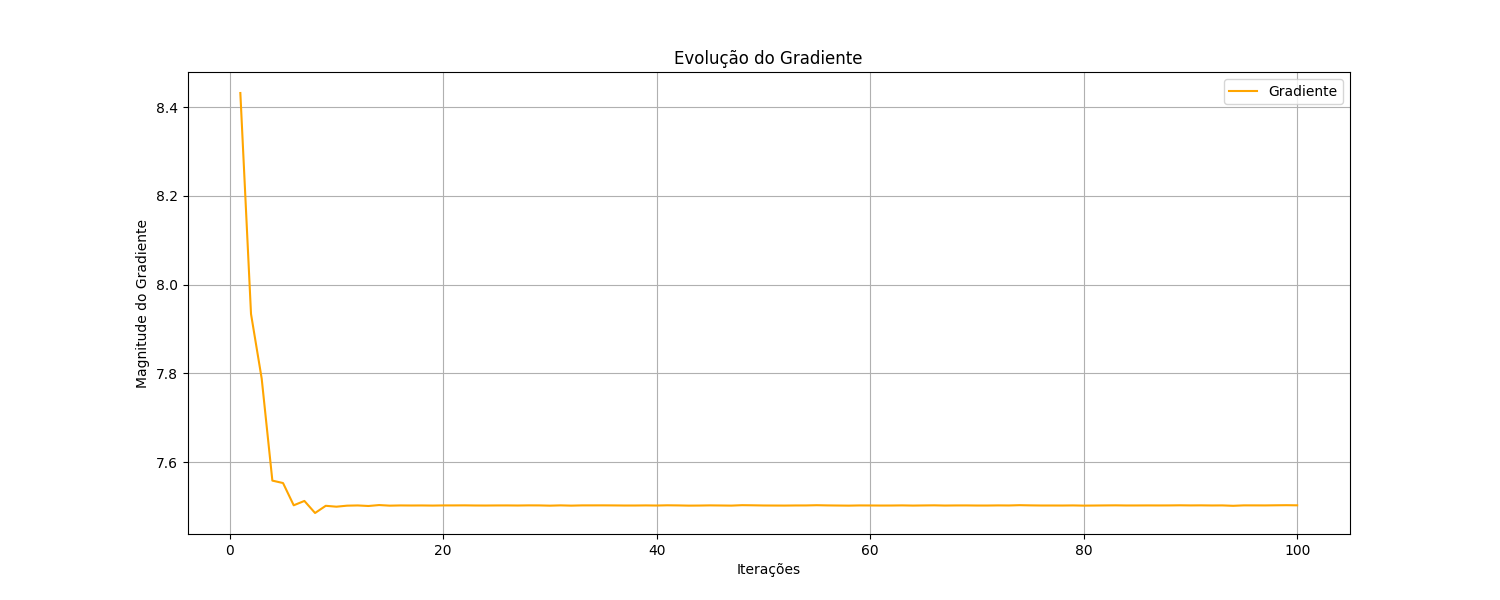 Evolução do Gradiente
Gradiente
8.4
8.2
8.0
7.8
7.6
Magnitude do Gradiente
0 20 40 60 80 100
Iterações